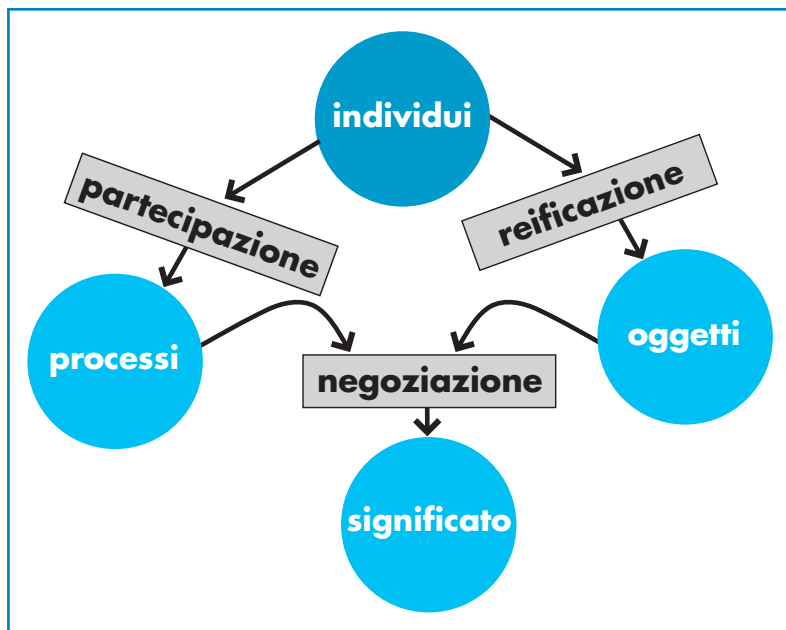 individui
partecipazione
reificazione
processi
oggetti
negoziazione
significato